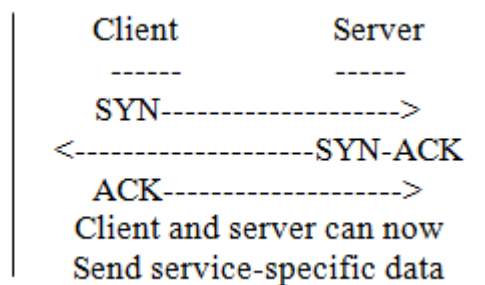 Client Server
------ ------
SYN-------------------->
<--------------------SYN-ACK
ACK-------------------->
Client and server can now
Send service-specific data